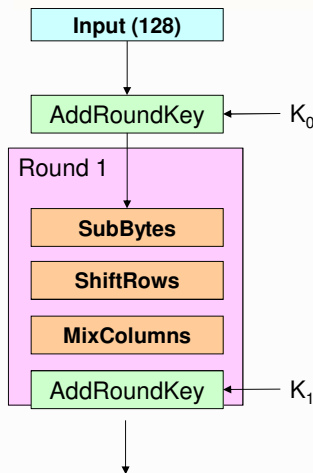 Input (128)
AddRoundKey
K0
Round 1
SubBytes
ShiftRows
MixColumns
AddRoundKey
K1